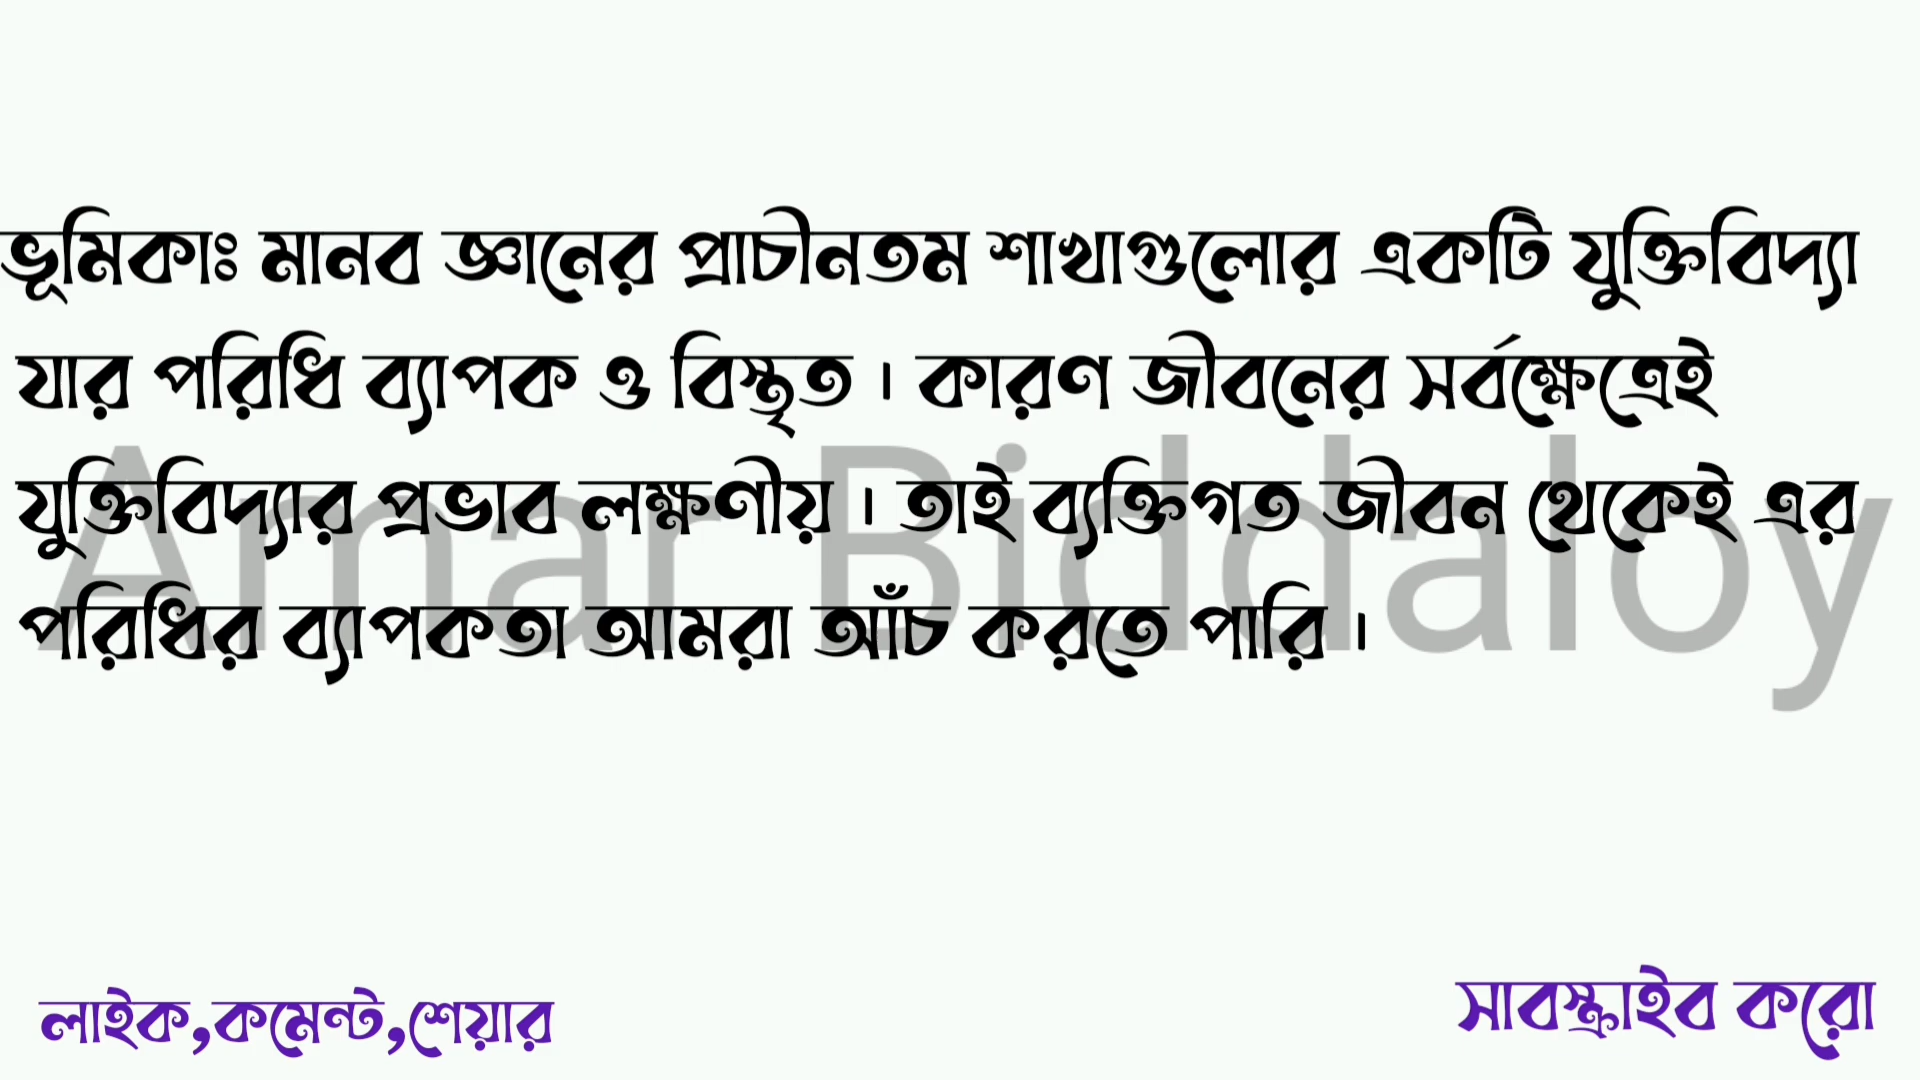 ভূমিকাঃ মানব জ্ঞানের প্রাচীনতম শাখাগুলোর একটি যুক্তিবিদ্যা
যার পরিধি ব্যাপক ও বিস্তৃত । কারণ জীবনের সর্বক্ষেত্রেই
যুক্তিবিদ্যার প্রভাব লক্ষণীয় । তাই ব্যক্তিগত জীবন থেকেই এর
Amar Biddaloy
পরিধির ব্যাপকতা আমরা আঁচ করতে পারি ।
লাইক,কমেন্ট,শেয়ার
সাবস্ক্রাইব করো